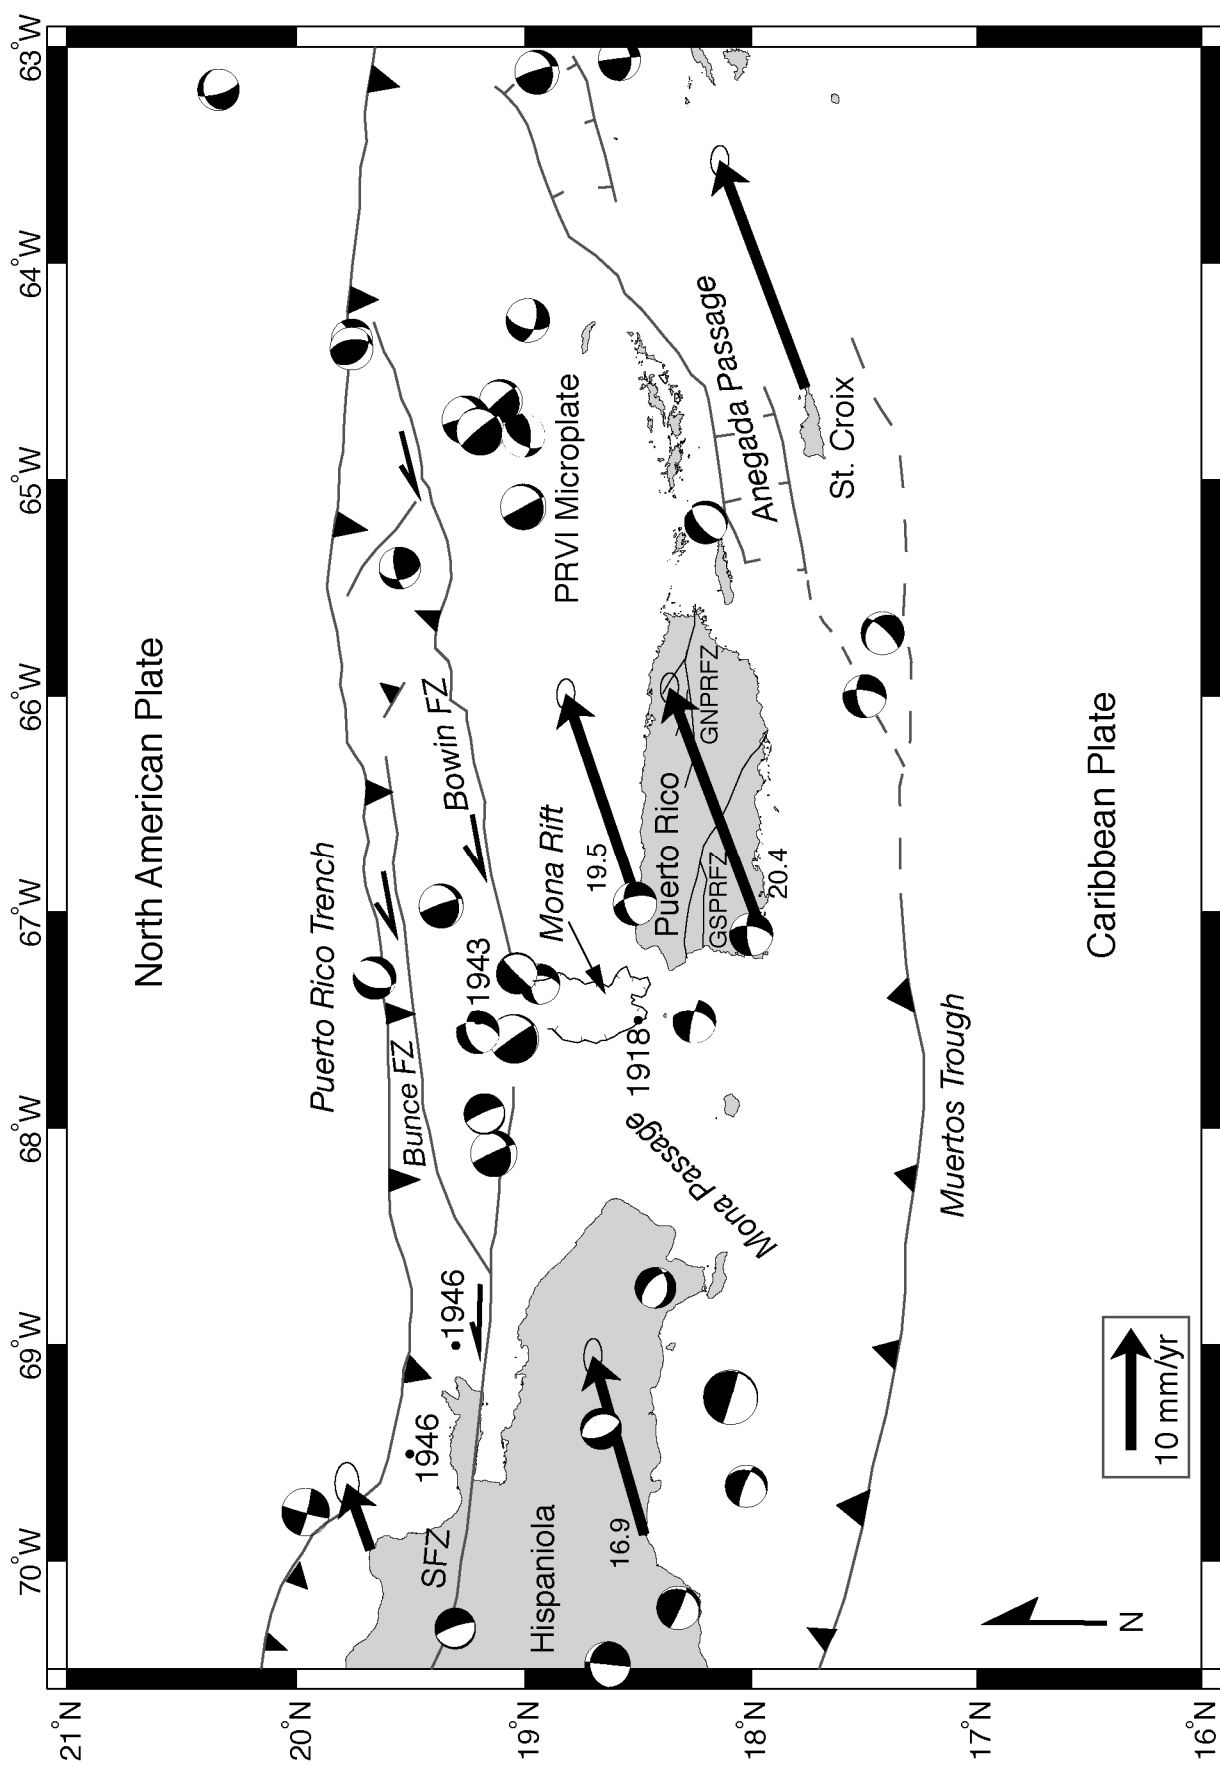 70°W
69°W
68°W
67°W
66°W
65°W
64°W
63°W
21°N
20°N
19°N
18°N
17°N
16°N
North American Plate
Puerto Rico Trench
Bunce FZ
Bowin FZ
1946
1946
1943
SFZ
PRVI Microplate
Mona Rift
Hispaniola
16.9
19.5
1918
Mona Passage
Puerto Rico
GNPRFZ
GSPRFZ
20.4
Anegada Passage
St. Croix
Muertos Trough
Caribbean Plate
N
10 mm/yr